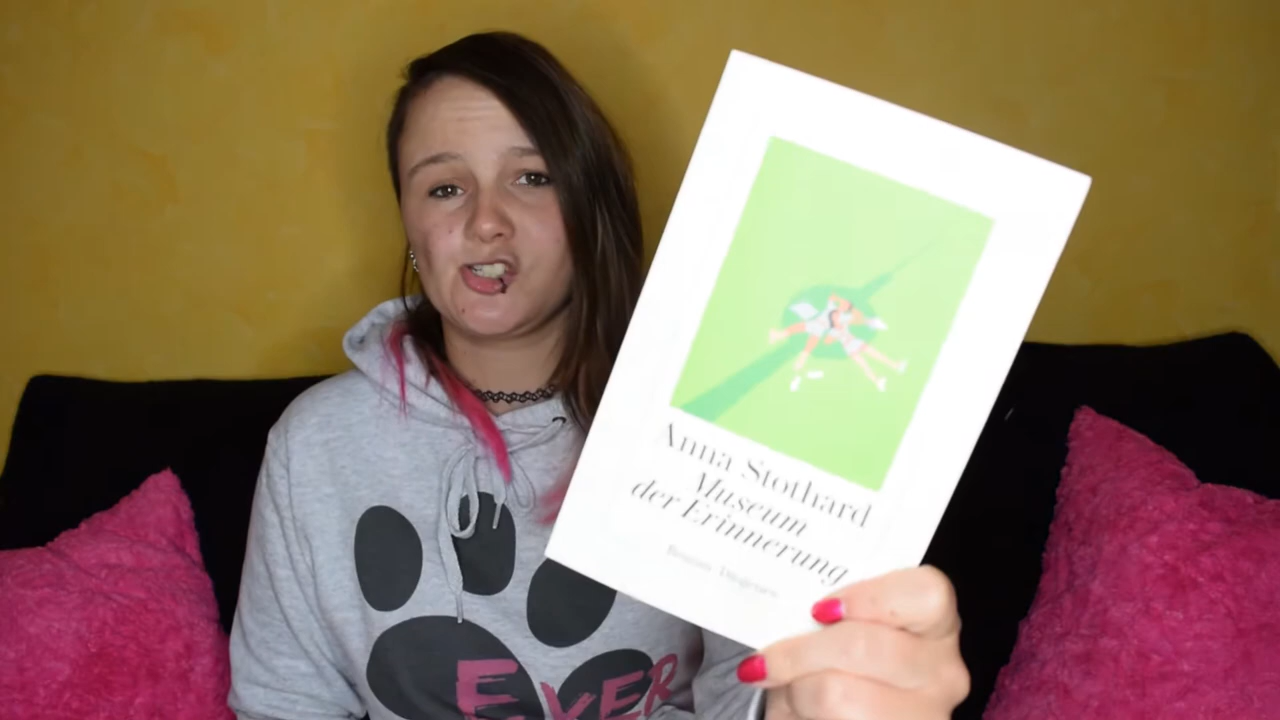 Anna Stothard
Museum
der Erinnerung
Roman Diogenes
EVER